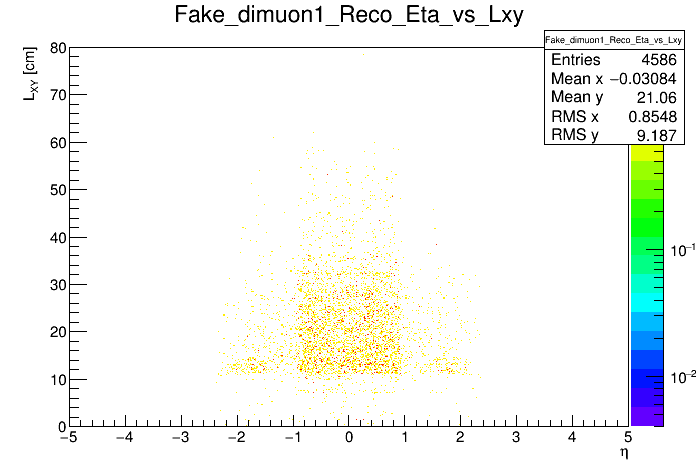 Fake_dimuon1_Reco_Eta_vs_Lxy
Fake_dimuon1_Reco_Eta_vs_Lxy
Entries 4586
Mean x −0.03084
Mean y 21.06
RMS x 0.8548
RMS y 9.187
L_XY [cm]
80
70
60
50
40
30
20
10
0
−5 −4 −3 −2 −1 0 1 2 3 4 5
η
10⁻¹
10⁻²